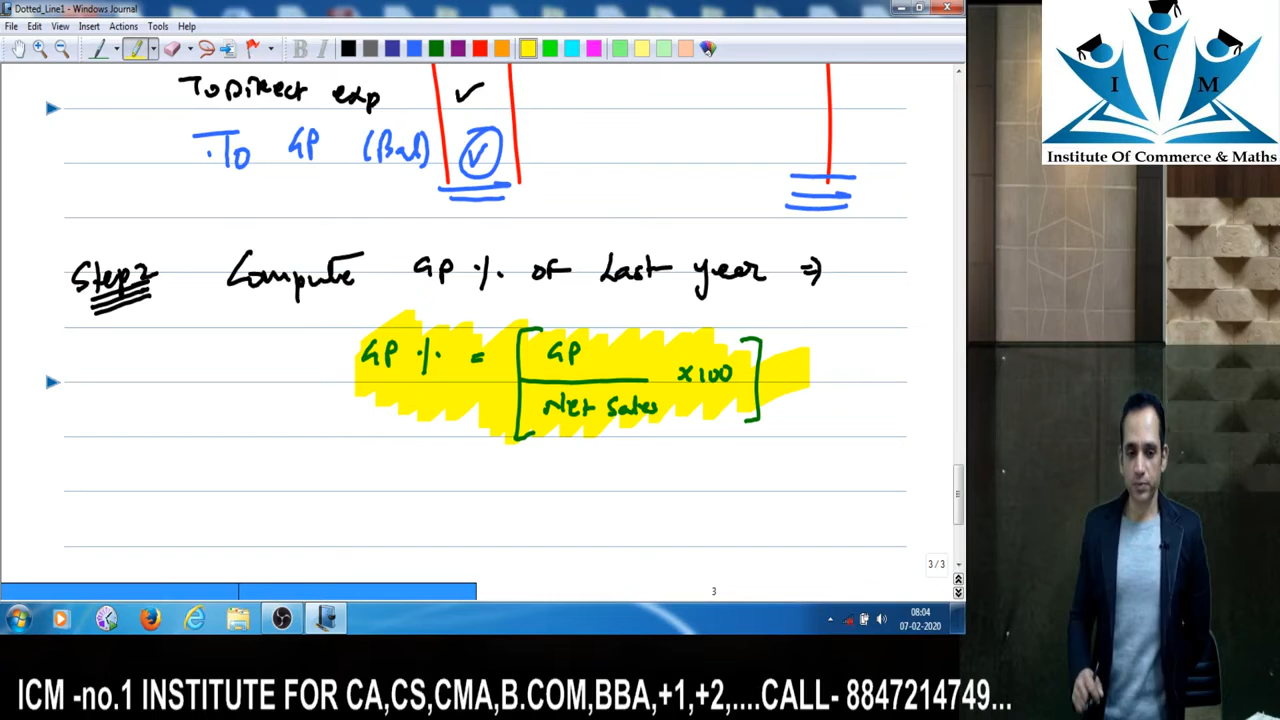 Dotted_Line1 - Windows Journal
File Edit View Insert Actions Tools Help
B I
To Direct exp ✓
To GP (Bal) ✓
Step 2 Compute GP % of Last year ⇒
GP % = [ GP
Net Sales ×100 ]
3/3
3
08:04
07-02-2020
I C M
Institute Of Commerce & Maths
ICM -no.1 INSTITUTE FOR CA,CS,CMA,B.COM,BBA,+1,+2,....CALL- 8847214749...